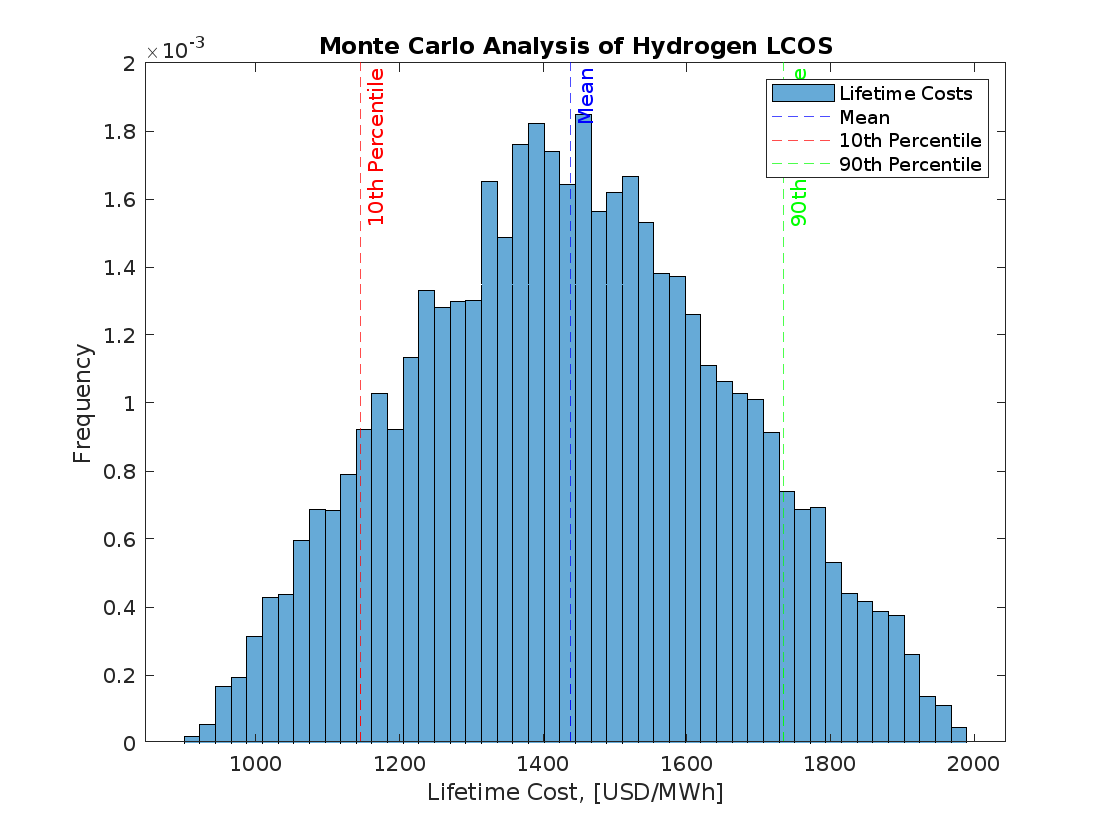 Monte Carlo Analysis of Hydrogen LCOS
×10⁻³
2
1.8
1.6
1.4
1.2
1
0.8
0.6
0.4
0.2
0
Frequency
10th Percentile
Mean
90th
e
Lifetime Costs
Mean
10th Percentile
90th Percentile
1000 1200 1400 1600 1800 2000
Lifetime Cost, [USD/MWh]